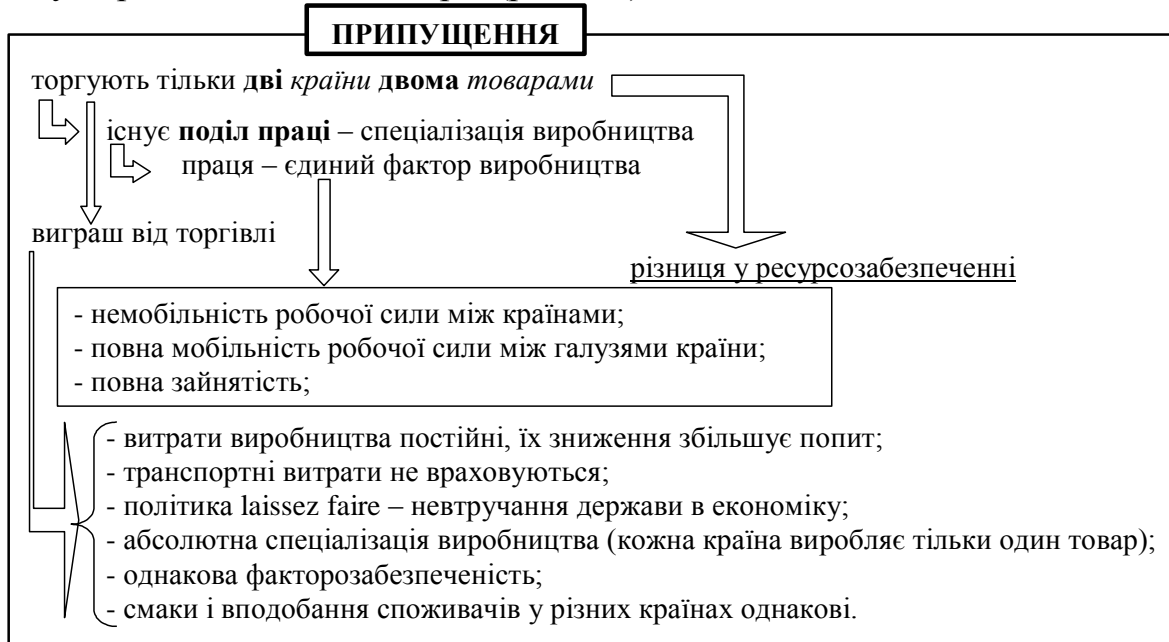 ПРИПУЩЕННЯ
торгують тільки дві країни двома товарами
існує поділ праці – спеціалізація виробництва
праця – єдиний фактор виробництва
виграш від торгівлі
різниця у ресурсозабезпеченні
- немобільність робочої сили між країнами;
- повна мобільність робочої сили між галузями країни;
- повна зайнятість;
- витрати виробництва постійні, їх зниження збільшує попит;
- транспортні витрати не враховуються;
- політика laissez faire – невтручання держави в економіку;
- абсолютна спеціалізація виробництва (кожна країна виробляє тільки один товар);
- однакова факторозабезпеченість;
- смаки і вподобання споживачів у різних країнах однакові.